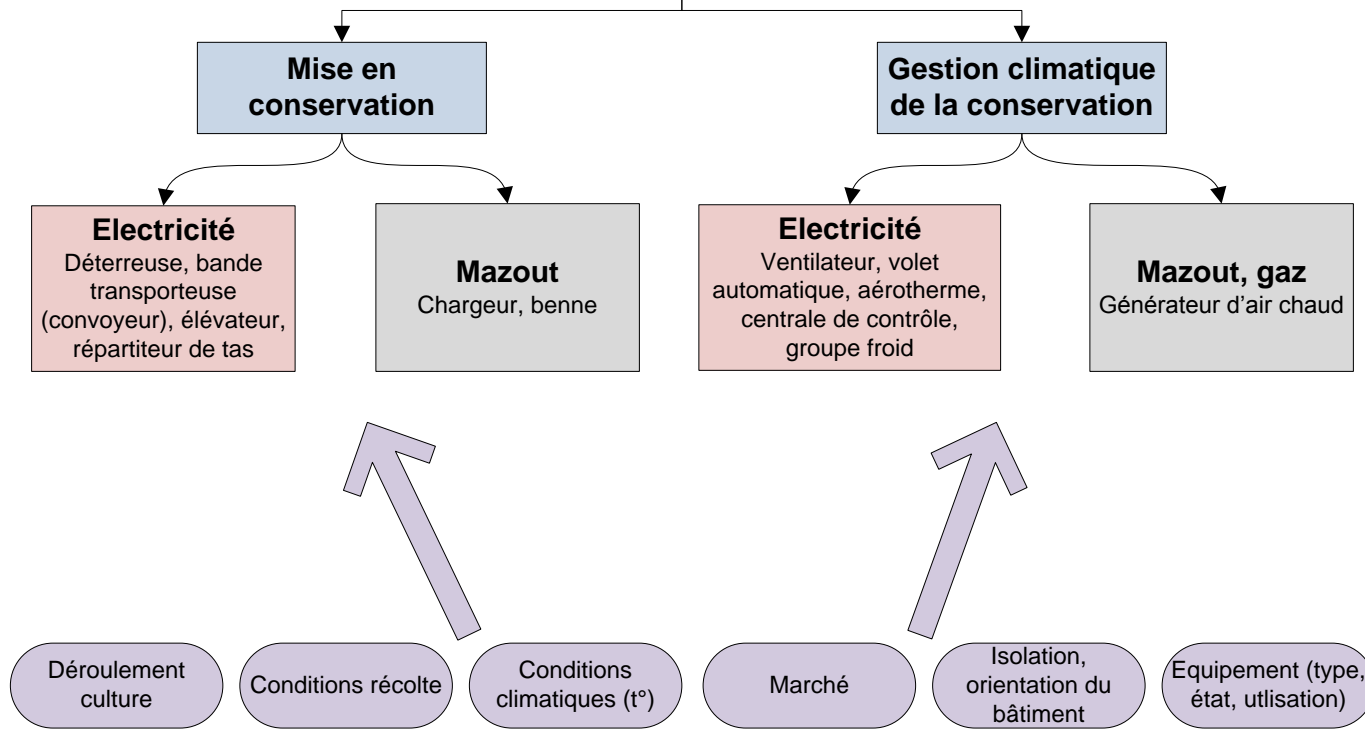 Mise en
conservation
Gestion climatique
de la conservation
Electricité
Déterreuse, bande
transporteuse
(convoyeur), élévateur,
répartiteur de tas
Mazout
Chargeur, benne
Electricité
Ventilateur, volet
automatique, aérotherme,
centrale de contrôle,
groupe froid
Mazout, gaz
Générateur d’air chaud
Déroulement
culture
Conditions récolte
Conditions
climatiques (t°)
Marché
Isolation,
orientation du
bâtiment
Equipement (type,
état, utlisation)